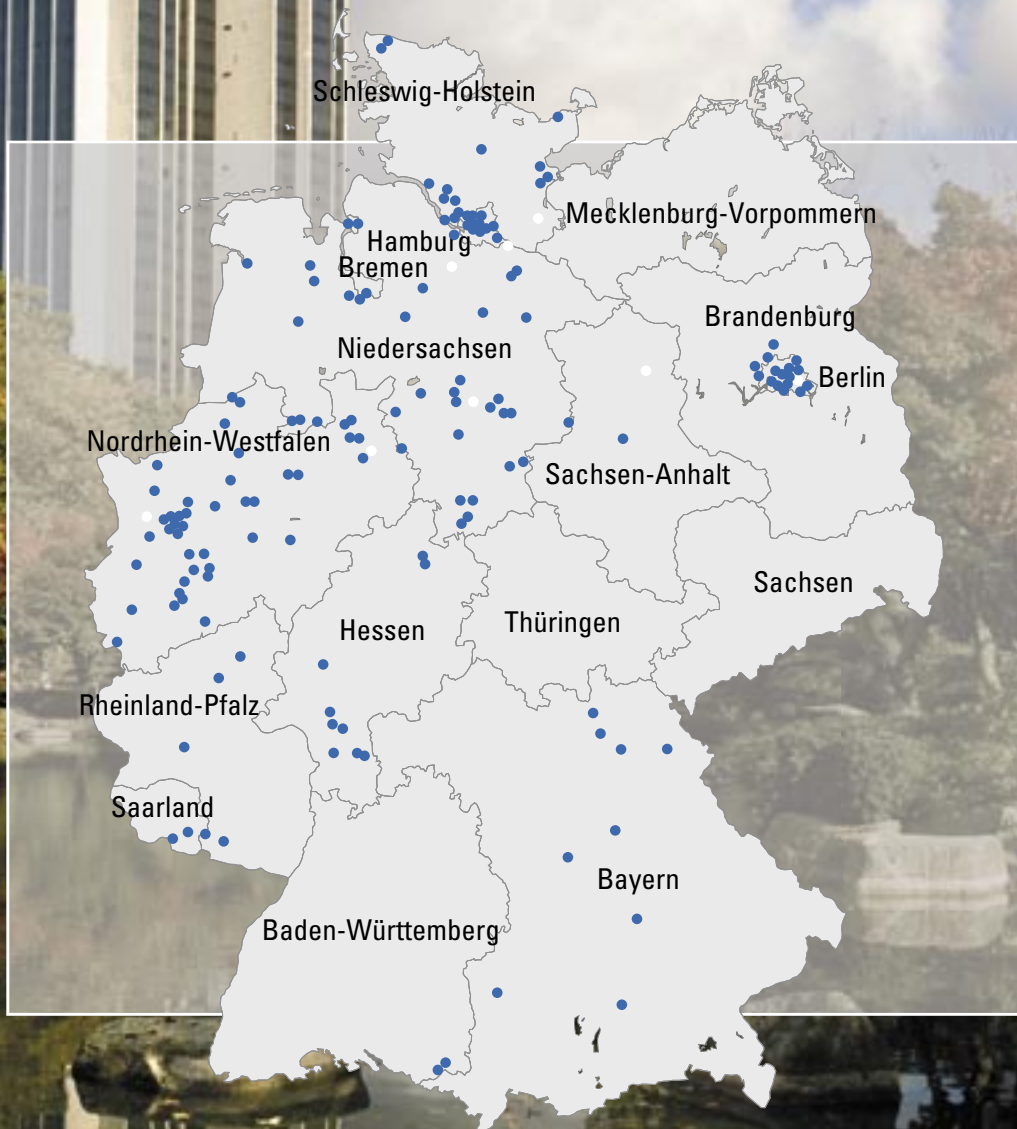 Schleswig-Holstein
Mecklenburg-Vorpommern
Hamburg
Bremen
Brandenburg
Niedersachsen
Berlin
Nordrhein-Westfalen
Sachsen-Anhalt
Sachsen
Thüringen
Hessen
Rheinland-Pfalz
Saarland
Bayern
Baden-Württemberg